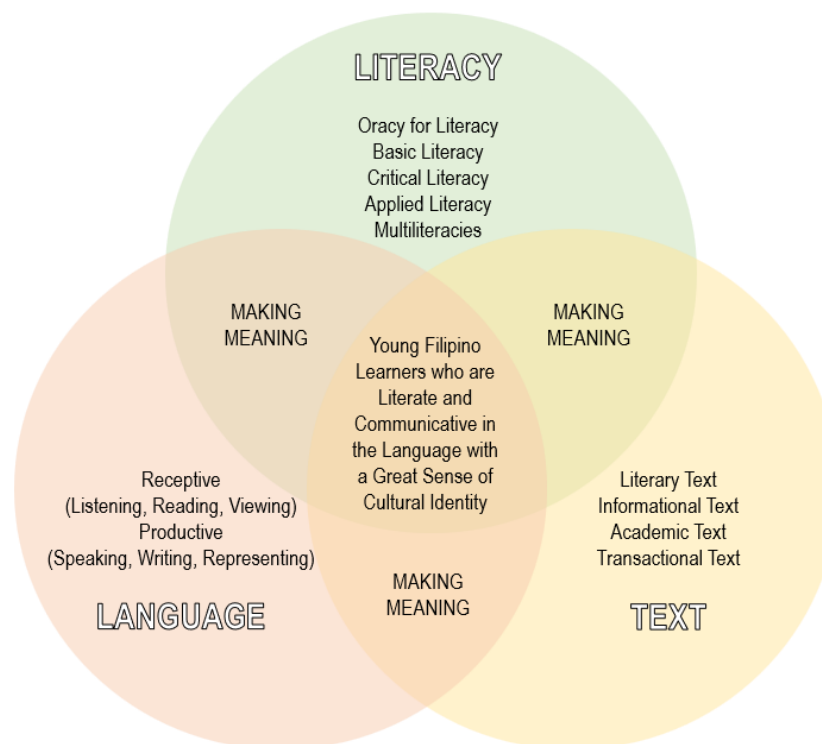 LITERACY
Oracy for Literacy
Basic Literacy
Critical Literacy
Applied Literacy
Multiliteracies
MAKING
MEANING
MAKING
MEANING
Young Filipino
Learners who are
Literate and
Communicative in
the Language with
a Great Sense of
Cultural Identity
Receptive
(Listening, Reading, Viewing)
Productive
(Speaking, Writing, Representing)
LANGUAGE
Literary Text
Informational Text
Academic Text
Transactional Text
TEXT
MAKING
MEANING